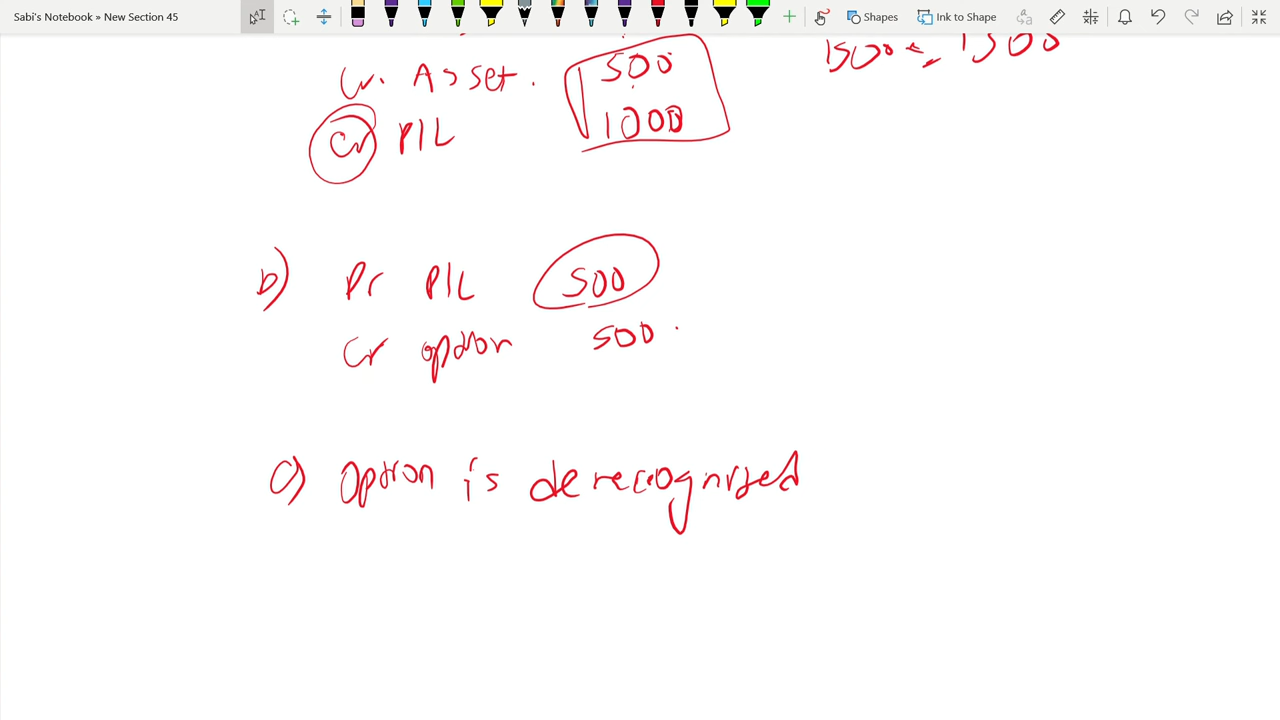 Sabi's Notebook » New Section 45
Shapes
Ink to Shape
1500
1500
Cr. Asset. 500
Cr P/L 1000
b) Dr P/L 500
Cr option 500.
c) Option is derecognized